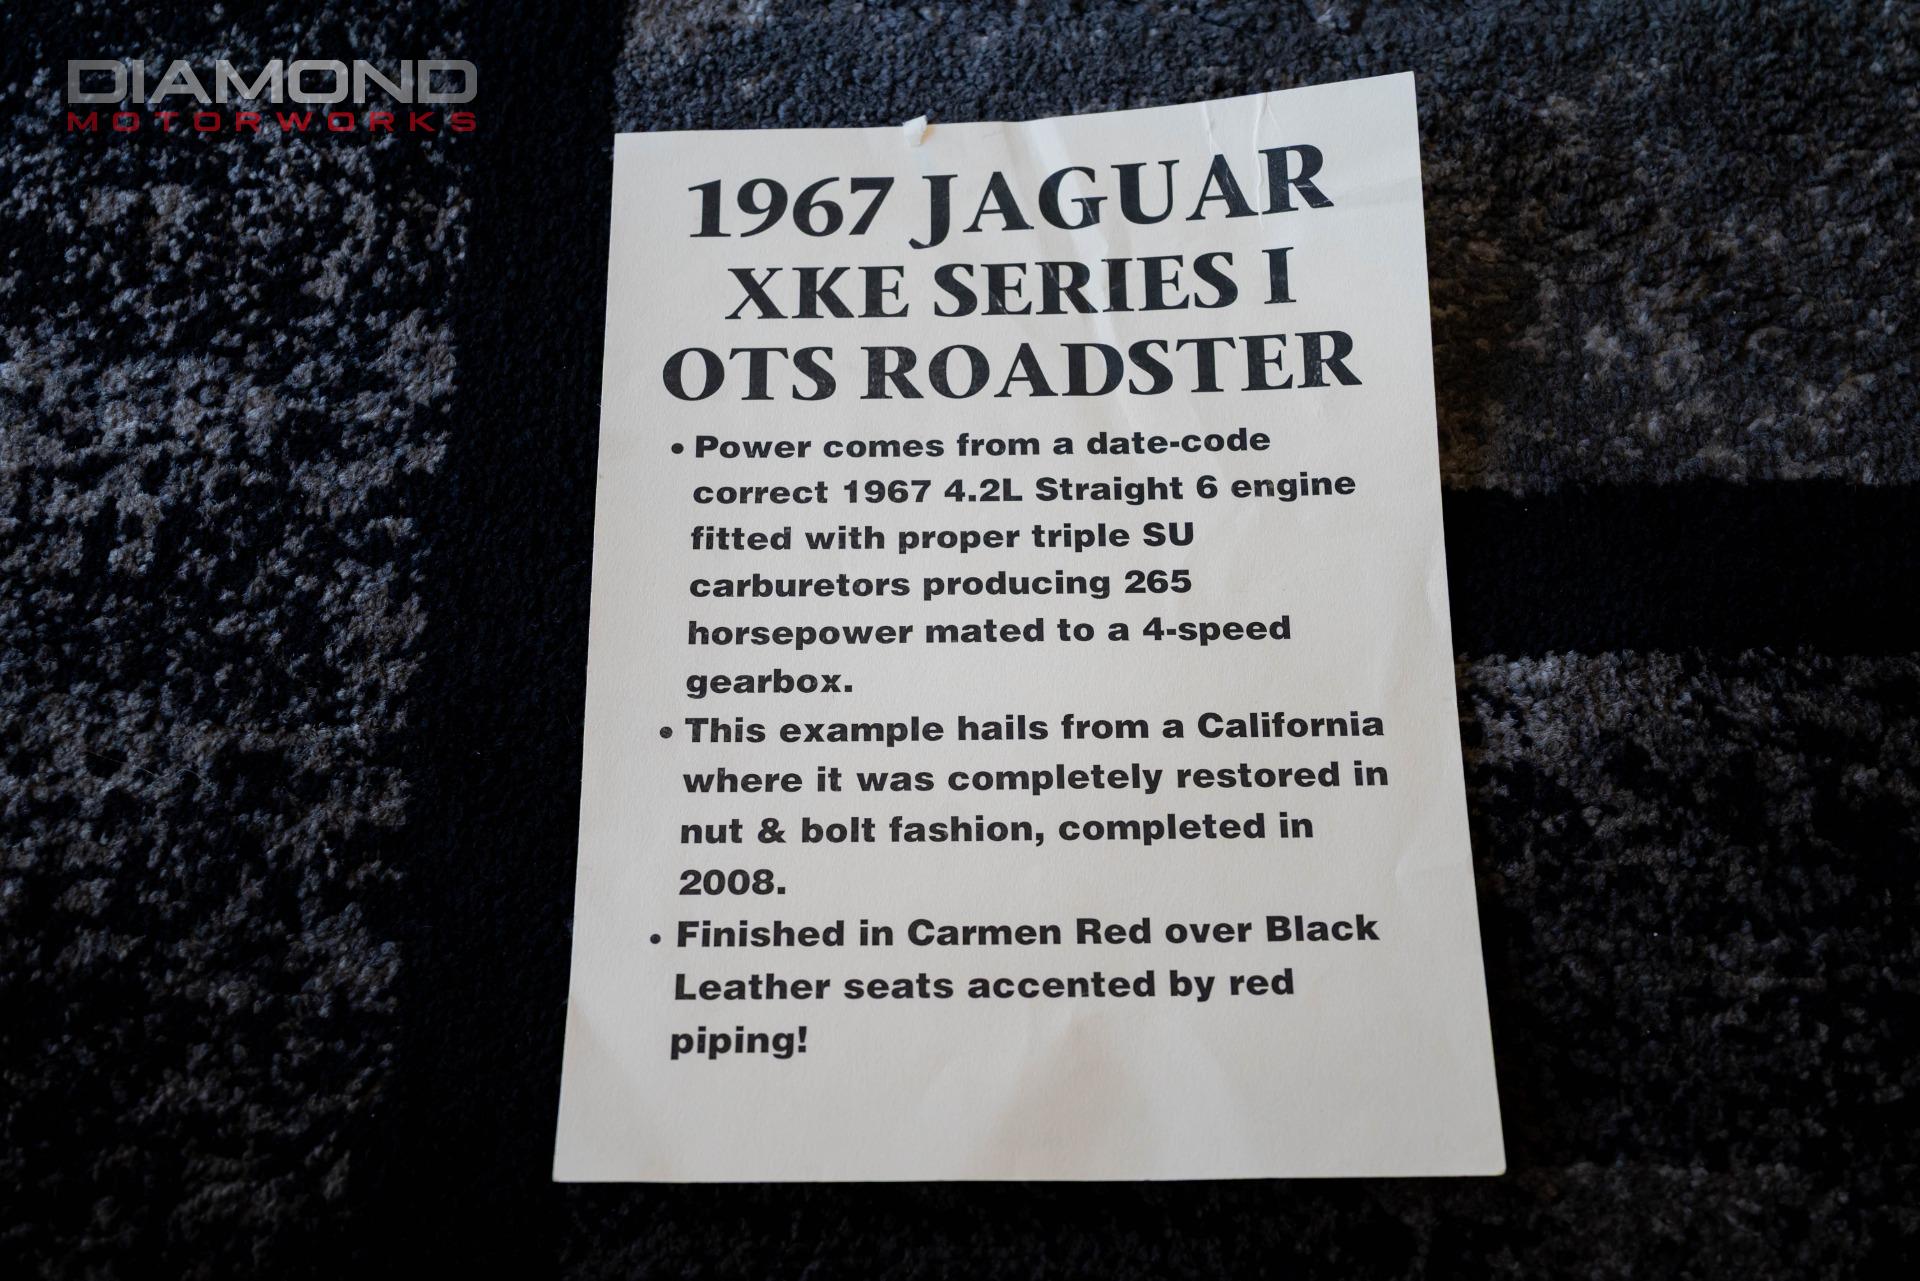 DIAMOND
MOTORWORKS
1967 JAGUAR
XKE SERIES I
OTS ROADSTER
• Power comes from a date-code
correct 1967 4.2L Straight 6 engine
fitted with proper triple SU
carburetors producing 265
horsepower mated to a 4-speed
gearbox.
• This example hails from a California
where it was completely restored in
nut & bolt fashion, completed in
2008.
• Finished in Carmen Red over Black
Leather seats accented by red
piping!